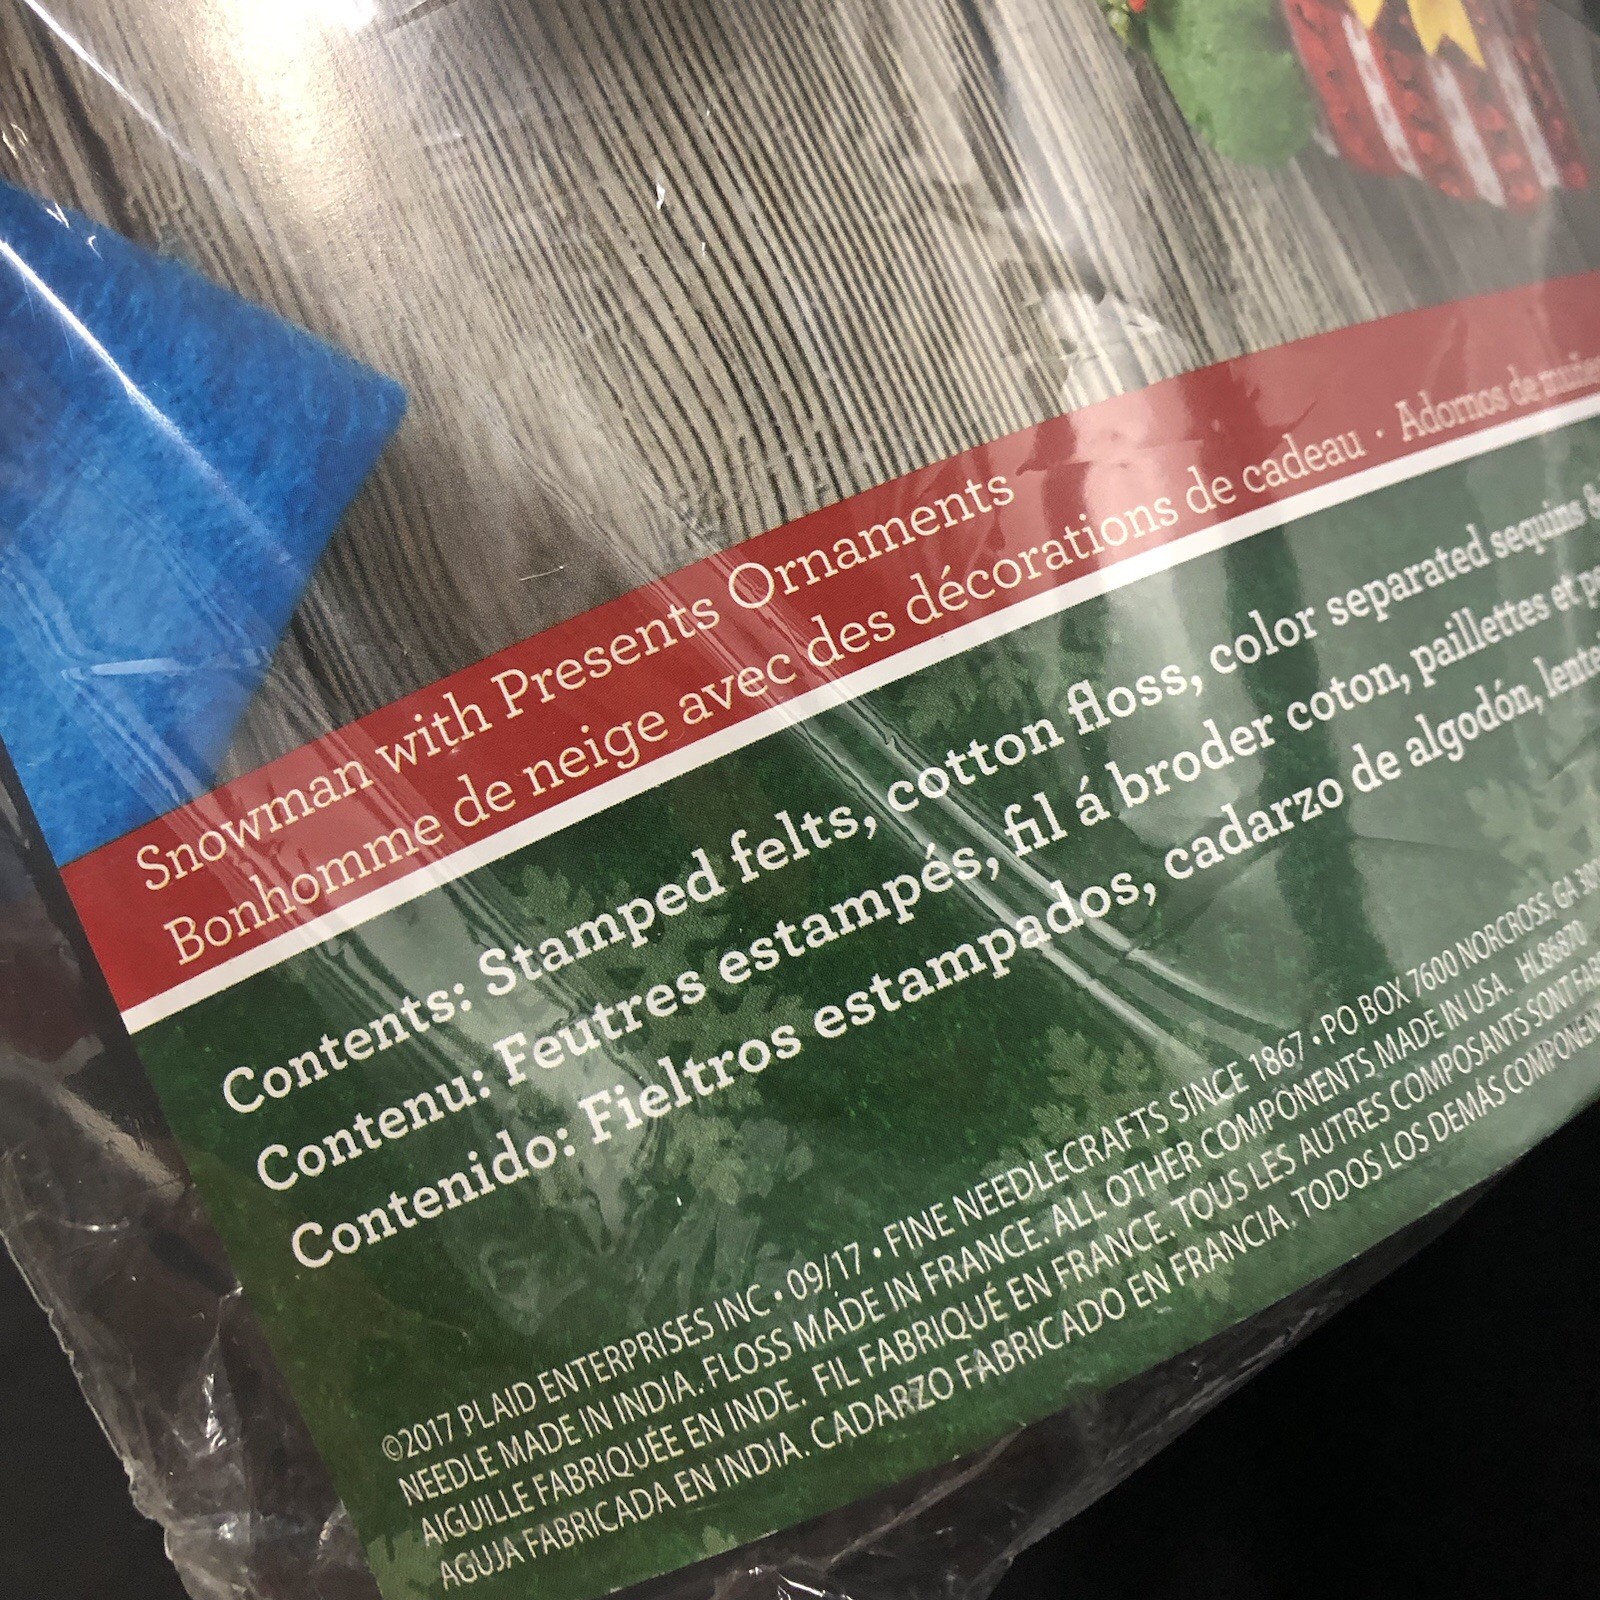 Snowman with Presents Ornaments
Bonhomme de neige avec des décorations de cadeau · Adornos de
Contents: Stamped felts, cotton floss, color separated sequins &
Contenu: Feutres estampés, fil á broder coton, paillettes et
Contenido: Fieltros estampados, cadarzo de algodón,
©2017 PLAID ENTERPRISES INC • 09/17 • FINE NEEDLECRAFTS SINCE 1867 • PO BOX 7600 NORCROSS, GA
NEEDLE MADE IN INDIA. FLOSS MADE IN FRANCE. ALL OTHER COMPONENTS MADE IN USA. HL86870
AIGUILLE FABRIQUÉE EN INDE. FIL FABRIQUÉ EN FRANCE. TOUS LES AUTRES COMPOSANTS SONT
AGUJA FABRICADA EN INDIA. CADARZO FABRICADO EN FRANCIA. TODOS LOS DEMÁS